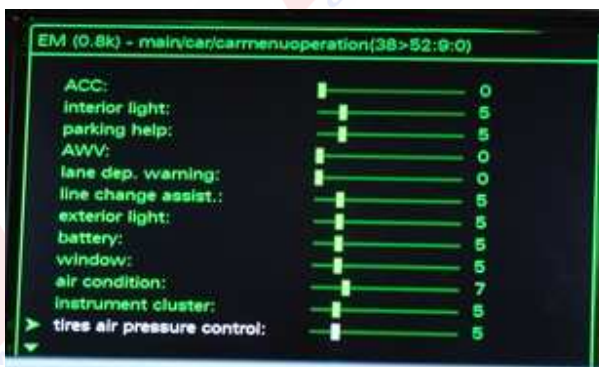 EM (0.8k) - main/car/carmenuoperation(38>52:9:0)
ACC: 0
interior light: 5
parking help: 5
AWV: 0
lane dep. warning: 0
line change assist.: 5
exterior light: 5
battery: 5
window: 5
air condition: 7
instrument cluster: 5
tires air pressure control: 5